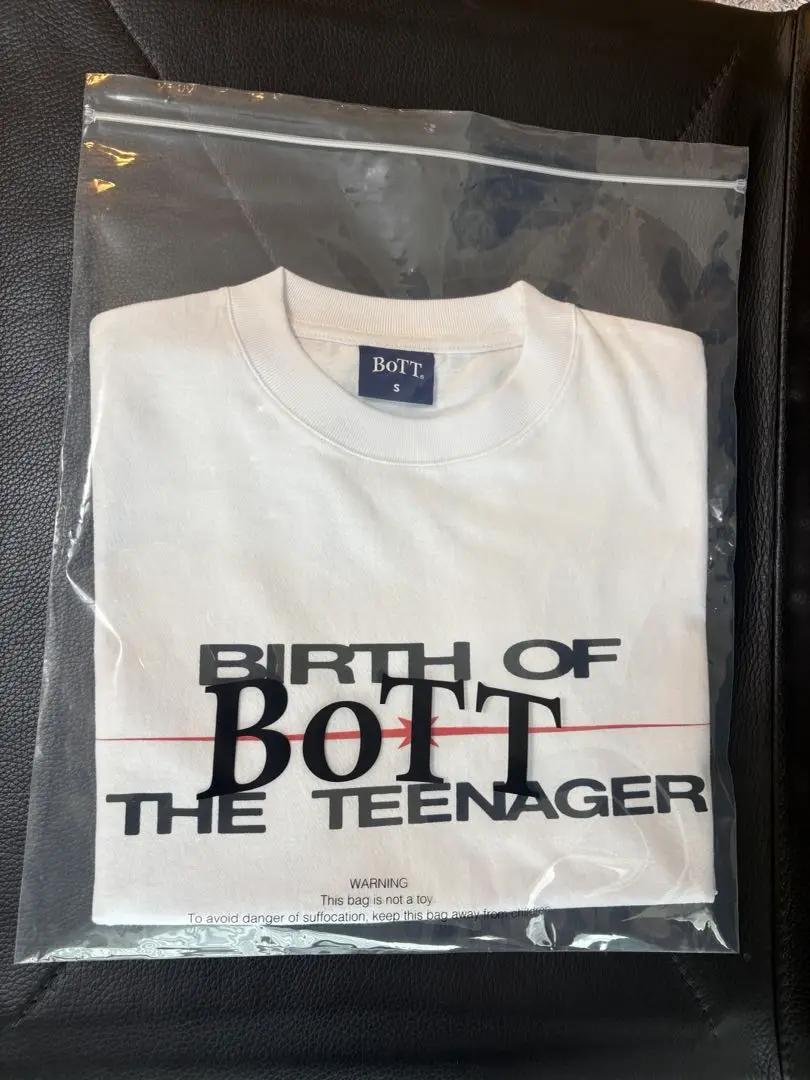 BoTT.
S
BIRTH OF
BoTT
THE TEENAGER
WARNING
This bag is not a toy.
To avoid danger of suffocation, keep this bag away from children.